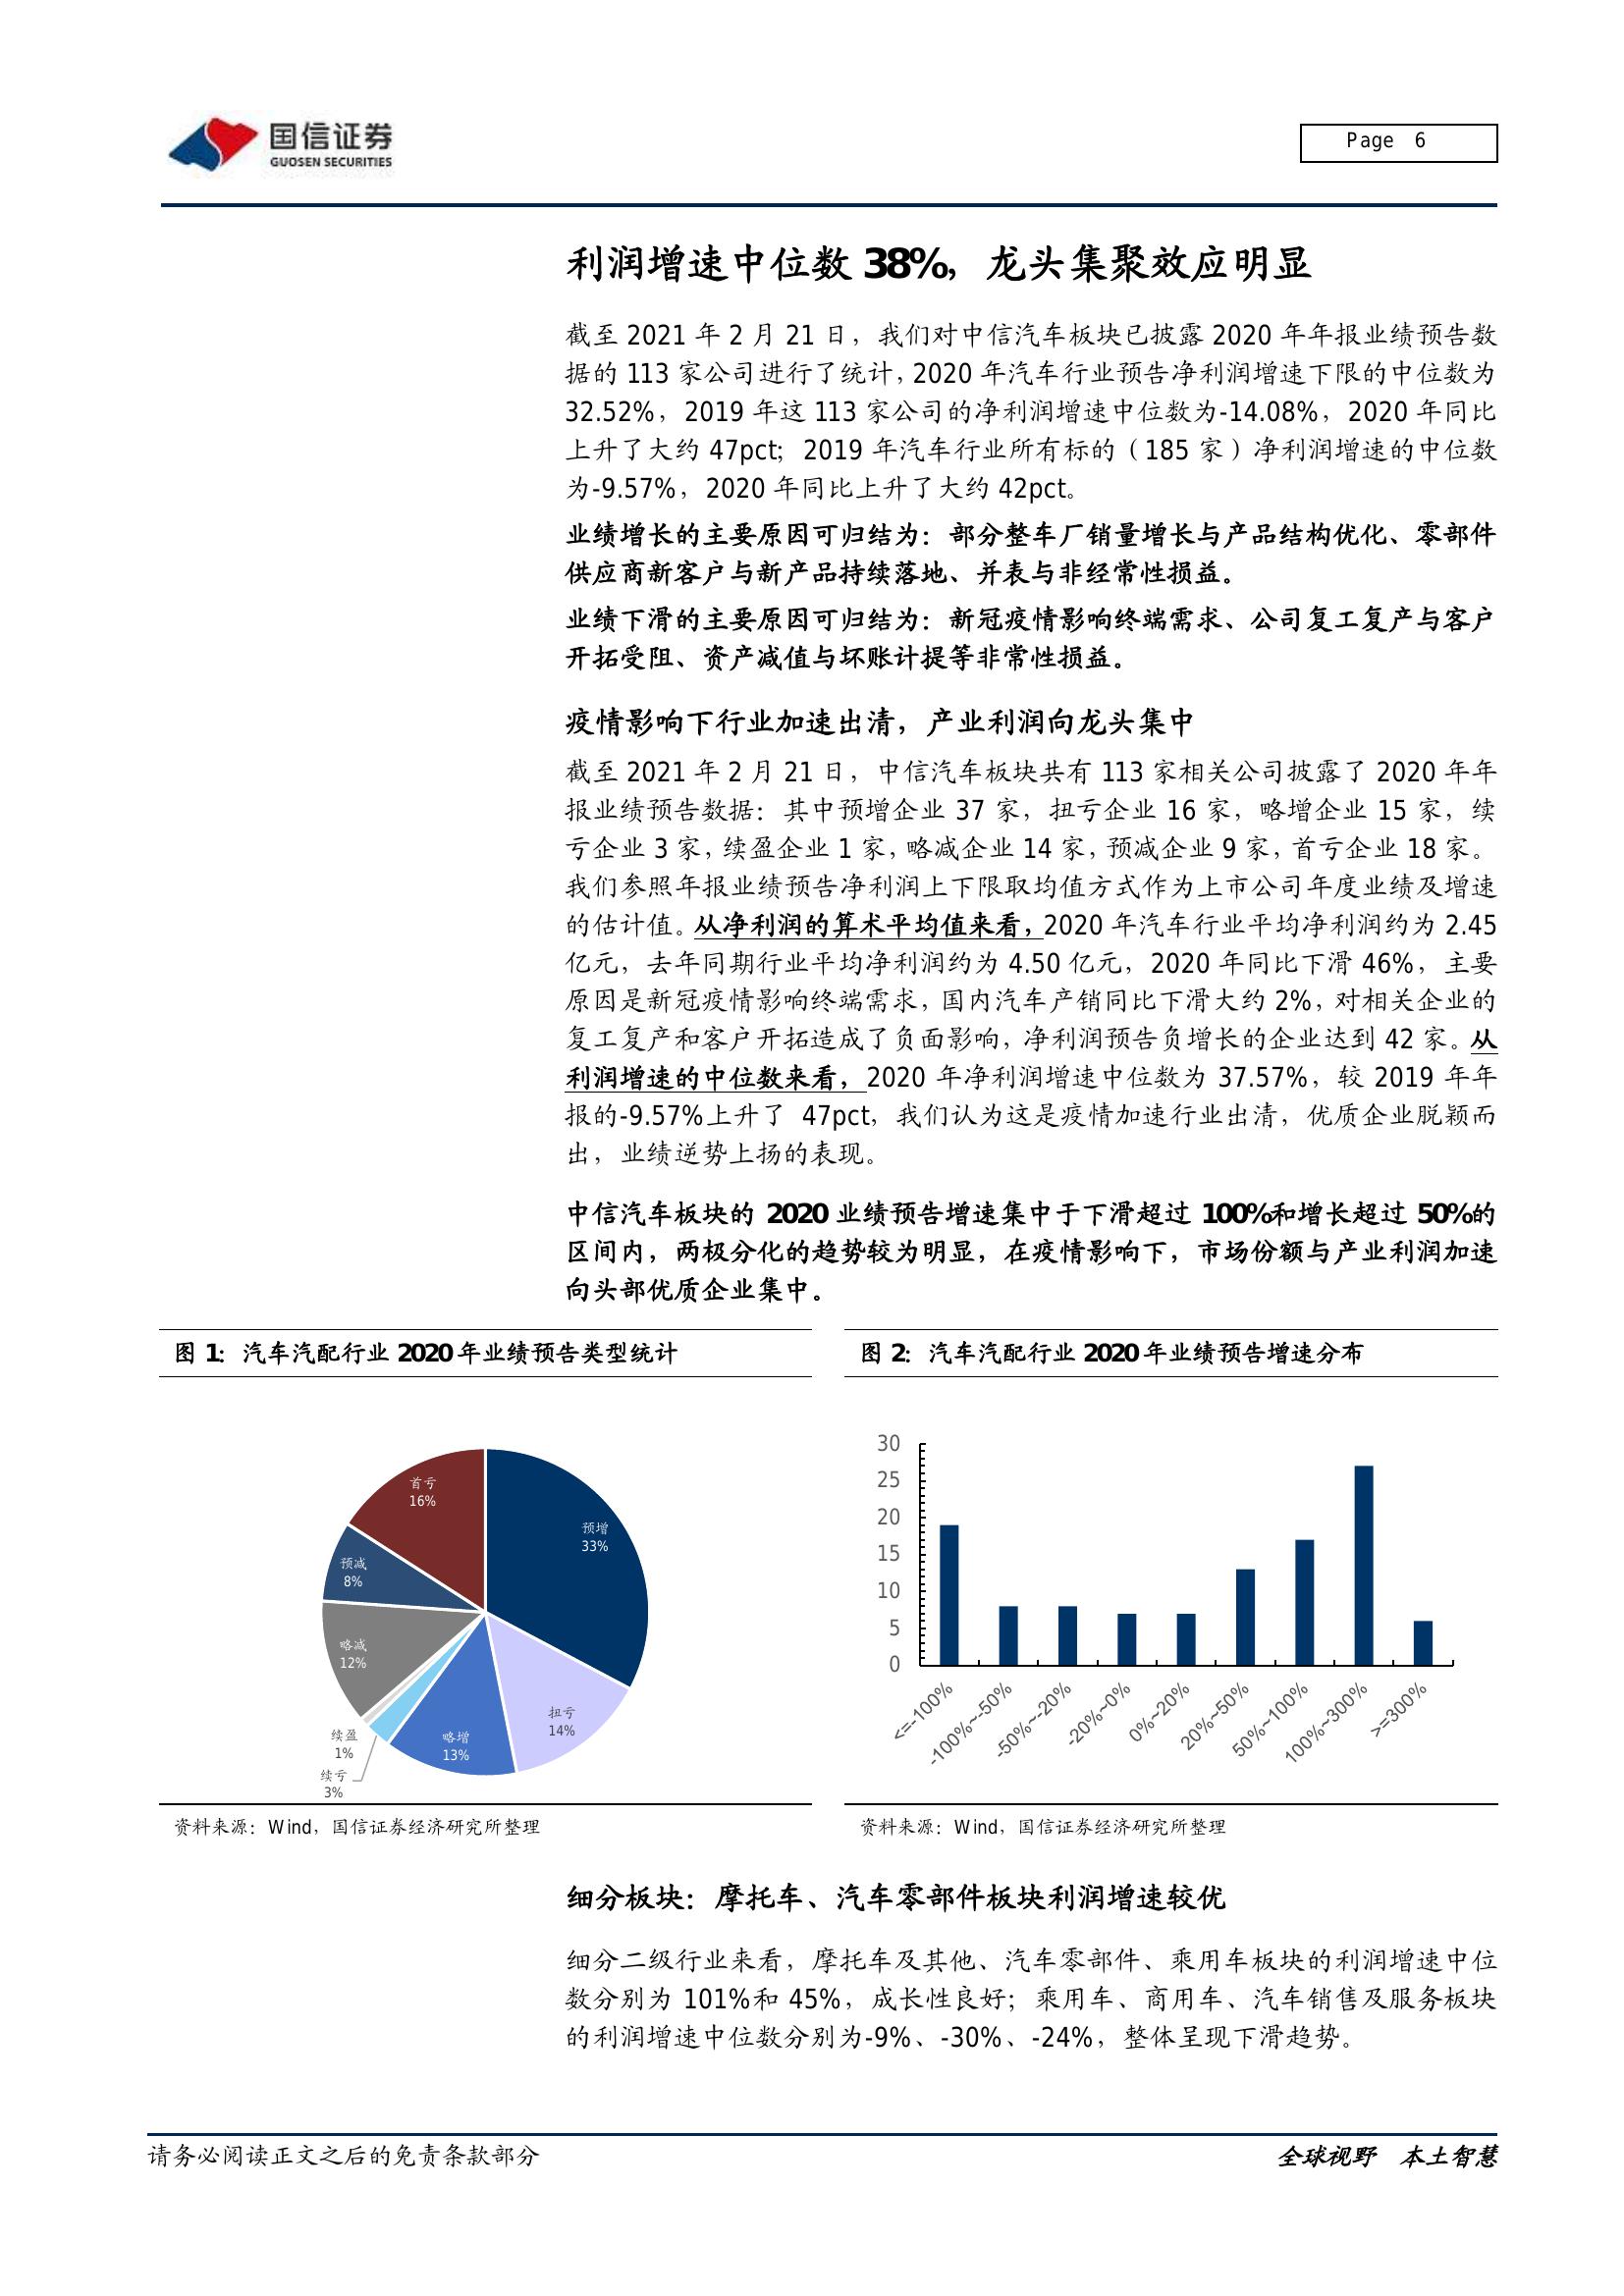 国信证券
GUOSEN SECURITIES
Page 6
利润增速中位数 38%，龙头集聚效应明显
截至 2021 年 2 月 21 日，我们对中信汽车板块已披露 2020 年年报业绩预告数
据的 113 家公司进行了统计，2020 年汽车行业预告净利润增速下限的中位数为
32.52%，2019 年这 113 家公司的净利润增速中位数为-14.08%，2020 年同比
上升了大约 47pct；2019 年汽车行业所有标的（185 家）净利润增速的中位数
为-9.57%，2020 年同比上升了大约 42pct。
业绩增长的主要原因可归结为：部分整车厂销量增长与产品结构优化、零部件
供应商新客户与新产品持续落地、并表与非经常性损益。
业绩下滑的主要原因可归结为：新冠疫情影响终端需求、公司复工复产与客户
开拓受阻、资产减值与坏账计提等非常性损益。
疫情影响下行业加速出清，产业利润向龙头集中
截至 2021 年 2 月 21 日，中信汽车板块共有 113 家相关公司披露了 2020 年年
报业绩预告数据：其中预增企业 37 家，扭亏企业 16 家，略增企业 15 家，续
亏企业 3 家，续盈企业 1 家，略减企业 14 家，预减企业 9 家，首亏企业 18 家。
我们参照年报业绩预告净利润上下限取均值方式作为上市公司年度业绩及增速
的估计值。从净利润的算术平均值来看，2020 年汽车行业平均净利润约为 2.45
亿元，去年同期行业平均净利润约为 4.50 亿元，2020 年同比下滑 46%，主要
原因是新冠疫情影响终端需求，国内汽车产销同比下滑大约 2%，对相关企业的
复工复产和客户开拓造成了负面影响，净利润预告负增长的企业达到 42 家。从
利润增速的中位数来看，2020 年净利润增速中位数为 37.57%，较 2019 年年
报的-9.57%上升了 47pct，我们认为这是疫情加速行业出清，优质企业脱颖而
出，业绩逆势上扬的表现。
中信汽车板块的 2020 业绩预告增速集中于下滑超过 100%和增长超过 50%的
区间内，两极分化的趋势较为明显，在疫情影响下，市场份额与产业利润加速
向头部优质企业集中。
图 1：汽车汽配行业 2020 年业绩预告类型统计
首亏
16%
预增
33%
预减
8%
略减
12%
扭亏
14%
略增
13%
续盈
1%
续亏
3%
资料来源：Wind，国信证券经济研究所整理
图 2：汽车汽配行业 2020 年业绩预告增速分布
30
25
20
15
10
5
0
<=-100%
-100%~-50%
-50%~-20%
-20%~0%
0%~20%
20%~50%
50%~100%
100%~300%
>=300%
资料来源：Wind，国信证券经济研究所整理
细分板块：摩托车、汽车零部件板块利润增速较优
细分二级行业来看，摩托车及其他、汽车零部件、乘用车板块的利润增速中位
数分别为 101%和 45%，成长性良好；乘用车、商用车、汽车销售及服务板块
的利润增速中位数分别为-9%、-30%、-24%，整体呈现下滑趋势。
请务必阅读正文之后的免责条款部分
全球视野 本土智慧